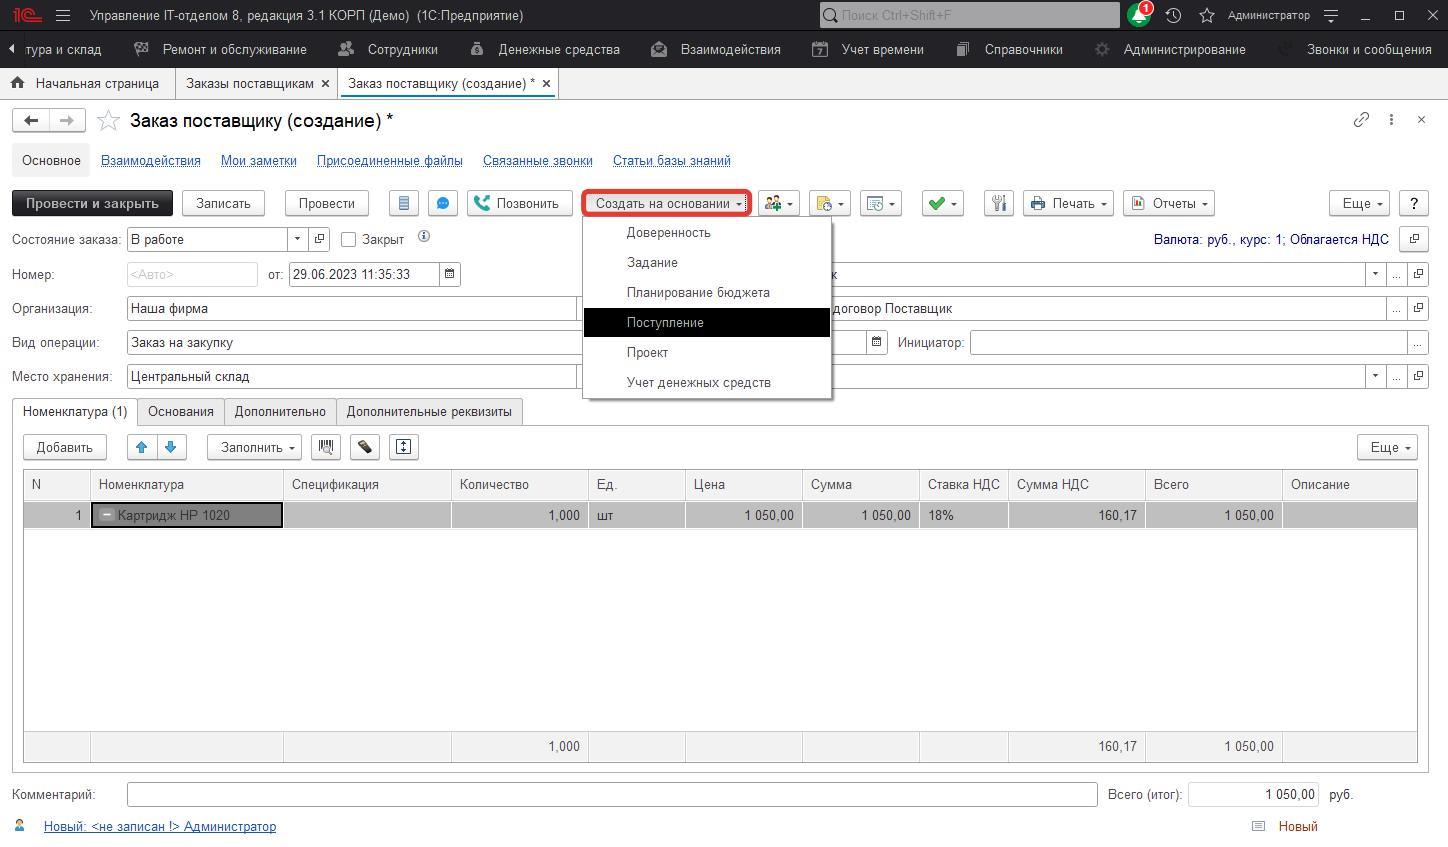 Управление IT-отделом 8, редакция 3.1 КОРП (Демо) (1С:Предприятие)
Поиск Ctrl+Shift+F
1
Администратор
тура и склад
Ремонт и обслуживание
Сотрудники
Денежные средства
Взаимодействия
Учет времени
Справочники
Администрирование
Звонки и сообщения
Начальная страница
Заказы поставщикам ×
Заказ поставщику (создание) * ×
Заказ поставщику (создание) *
Основное Взаимодействия Мои заметки Присоединенные файлы Связанные звонки Статьи базы знаний
Провести и закрыть
Записать
Провести
Позвонить
Создать на основании
Печать
Отчеты
Еще
?
Доверенность
Задание
Планирование бюджета
Поступление
Проект
Учет денежных средств
Состояние заказа: В работе
Закрыт
Валюта: руб., курс: 1; Облагается НДС
Номер: <Авто> от: 29.06.2023 11:35:33
к
Организация: Наша фирма
договор Поставщик
Вид операции: Заказ на закупку
Инициатор:
Место хранения: Центральный склад
Номенклатура (1) Основания Дополнительно Дополнительные реквизиты
Добавить
Заполнить
Еще
N Номенклатура Спецификация Количество Ед. Цена Сумма Ставка НДС Сумма НДС Всего Описание
1 Картридж HP 1020 1,000 шт 1 050,00 1 050,00 18% 160,17 1 050,00
1,000 160,17 1 050,00
Комментарий:
Всего (итог): 1 050,00 руб.
Новый: <не записан !> Администратор
Новый